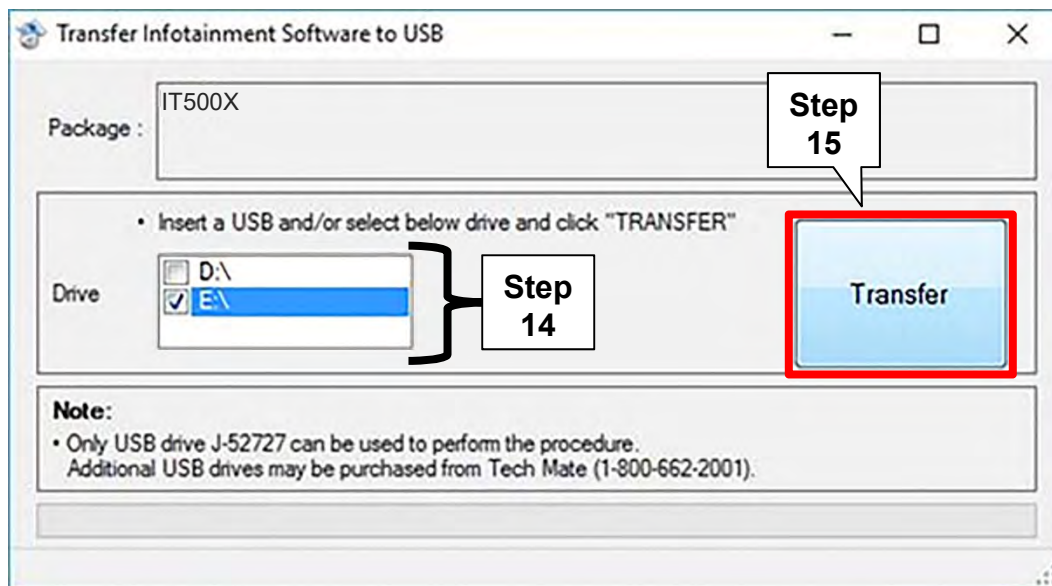 Transfer Infotainment Software to USB
Package :
IT500X
Step
15
• Insert a USB and/or select below drive and click "TRANSFER"
Drive
D:\
E:\
Step
14
Transfer
Note:
• Only USB drive J-52727 can be used to perform the procedure.
Additional USB drives may be purchased from Tech Mate (1-800-662-2001).